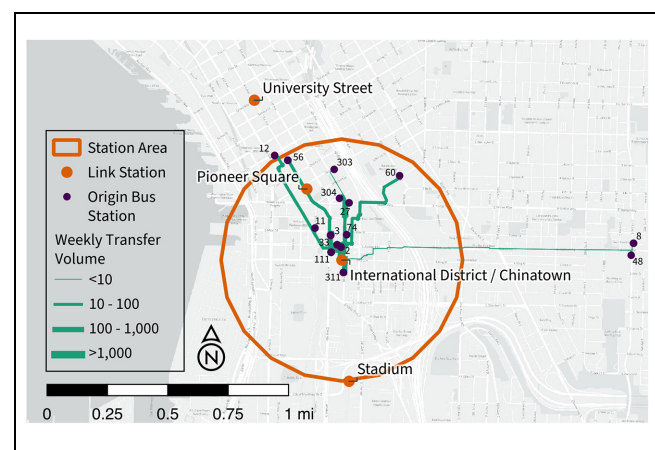 University Street
Station Area
Link Station
Origin Bus
Station
Weekly Transfer
Volume
<10
10 - 100
100 - 1,000
>1,000
12
56
303
60
Pioneer Square
304
27
11
3
74
33
2
111
8
48
International District / Chinatown
311
N
Stadium
0 0.25 0.5 0.75 1 mi